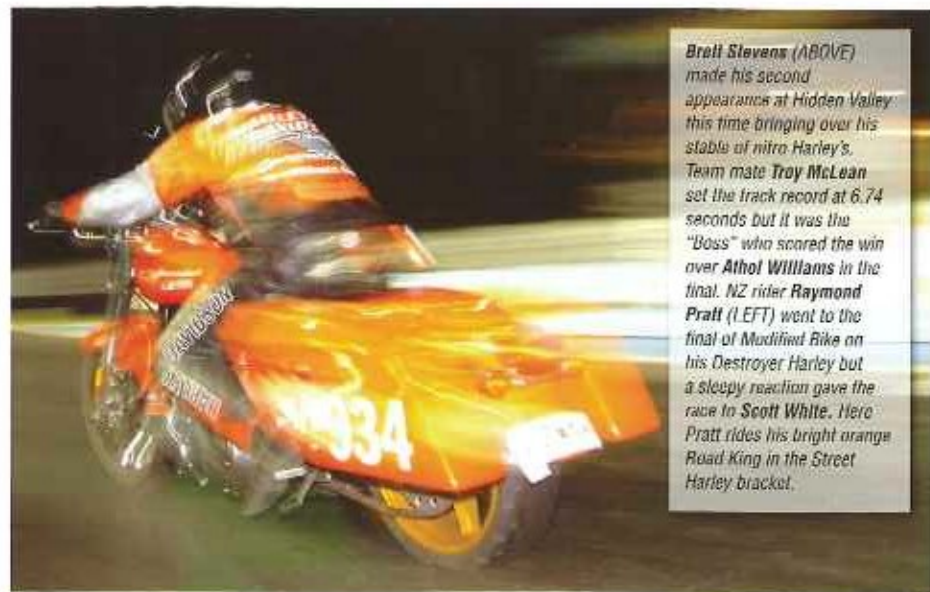 Brett Stevens (ABOVE)
made his second
appearance at Hidden Valley
this time bringing over his
stable of nitro Harley's.
Team mate Troy McLean
set the track record at 6.74
seconds but it was the
"Boss" who scored the win
over Athol Williams in the
final. NZ rider Raymond
Pratt (LEFT) went to the
final of Modified Bike on
his Destroyer Harley but
a sleepy reaction gave the
race to Scott White. Here
Pratt rides his bright orange
Road King in the Street
Harley bracket.
DAVIDSON
934